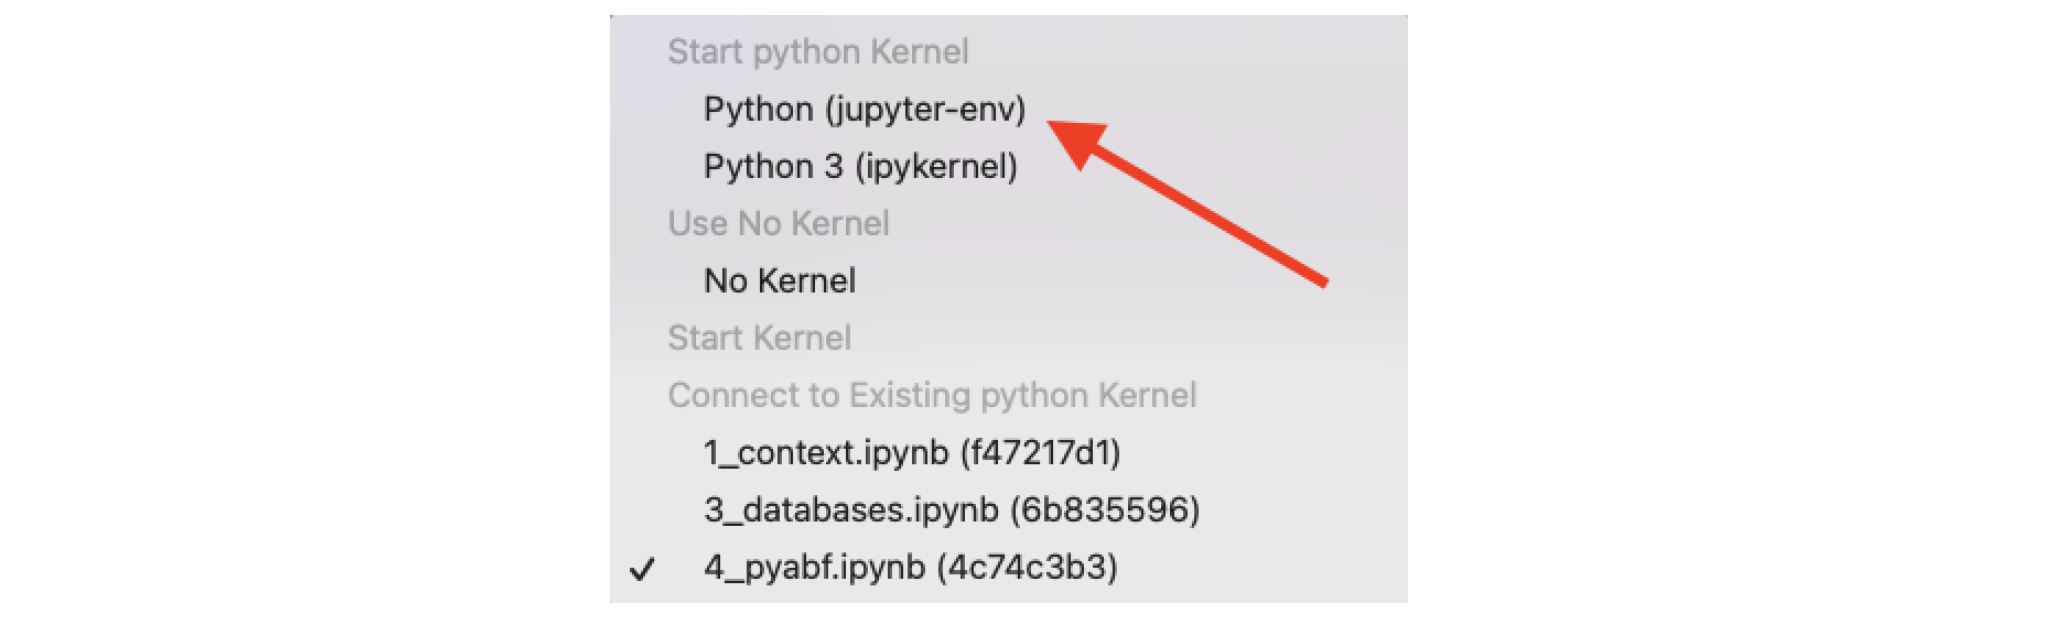 Start python Kernel
Python (jupyter-env)
Python 3 (ipykernel)
Use No Kernel
No Kernel
Start Kernel
Connect to Existing python Kernel
1_context.ipynb (f47217d1)
3_databases.ipynb (6b835596)
✓ 4_pyabf.ipynb (4c74c3b3)